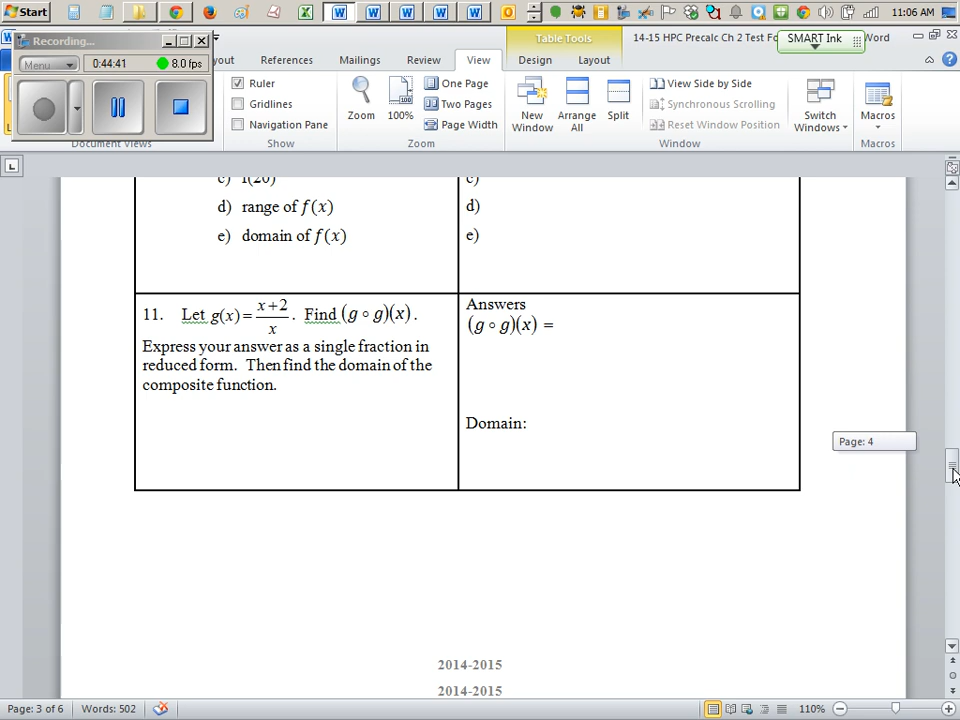 Start
11:06 AM
Recording...
Table Tools
14-15 HPC Precalc Ch 2 Test Fo
Word
SMART Ink
Menu
0:44:41
8.0 fps
yout
References
Mailings
Review
View
Design
Layout
Ruler
Gridlines
Navigation Pane
Zoom
100%
One Page
Two Pages
Page Width
New Window
Arrange All
Split
View Side by Side
Synchronous Scrolling
Reset Window Position
Switch Windows
Macros
Document Views
Show
Zoom
Window
Macros
c) f(20)
c)
d) range of f(x)
d)
e) domain of f(x)
e)
11. Let g(x) = (x+2)/x. Find (g ∘ g)(x).
Express your answer as a single fraction in
reduced form. Then find the domain of the
composite function.
Answers
(g ∘ g)(x) =
Domain:
Page: 4
2014-2015
2014-2015
Page: 3 of 6
Words: 502
110%